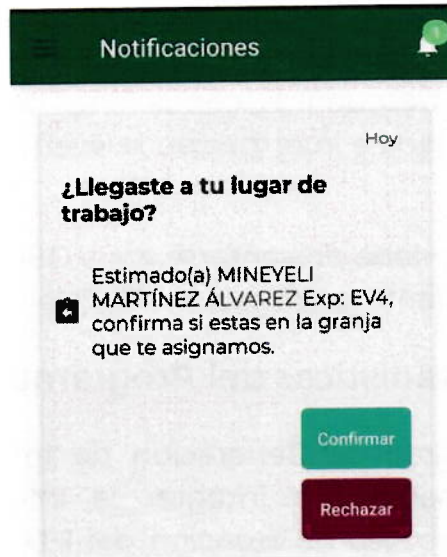 Notificaciones
Hoy
¿Llegaste a tu lugar de
trabajo?
Estimado(a) MINEYELI
MARTÍNEZ ÁLVAREZ Exp: EV4,
confirma si estas en la granja
que te asignamos.
Confirmar
Rechazar